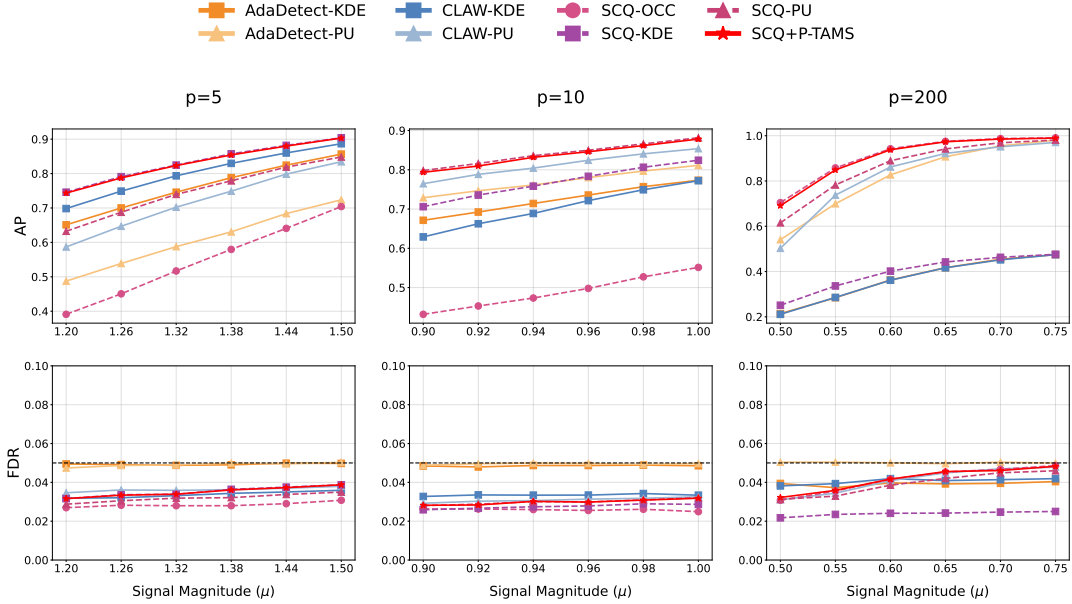 AdaDetect-KDE CLAW-KDE SCQ-OCC SCQ-PU
AdaDetect-PU CLAW-PU SCQ-KDE SCQ+P-TAMS
p=5 p=10 p=200
AP
0.9 0.8 0.7 0.6 0.5 0.4
1.20 1.26 1.32 1.38 1.44 1.50
0.9 0.8 0.7 0.6 0.5
0.90 0.92 0.94 0.96 0.98 1.00
1.0 0.8 0.6 0.4 0.2
0.50 0.55 0.60 0.65 0.70 0.75
FDR
0.10 0.08 0.06 0.04 0.02 0.00
1.20 1.26 1.32 1.38 1.44 1.50
Signal Magnitude (μ)
0.10 0.08 0.06 0.04 0.02 0.00
0.90 0.92 0.94 0.96 0.98 1.00
Signal Magnitude (μ)
0.10 0.08 0.06 0.04 0.02 0.00
0.50 0.55 0.60 0.65 0.70 0.75
Signal Magnitude (μ)